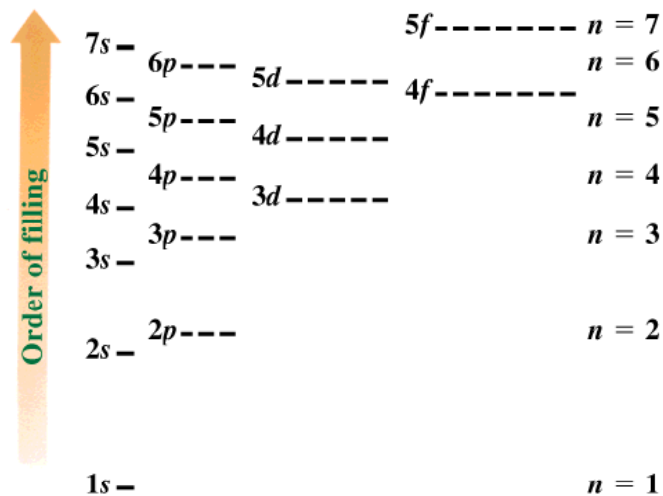 5f n = 7
7s
6p n = 6
5d
6s 4f
5p n = 5
4d
5s
4p n = 4
3d
4s
3p n = 3
3s
2p n = 2
2s
1s n = 1
Order of filling